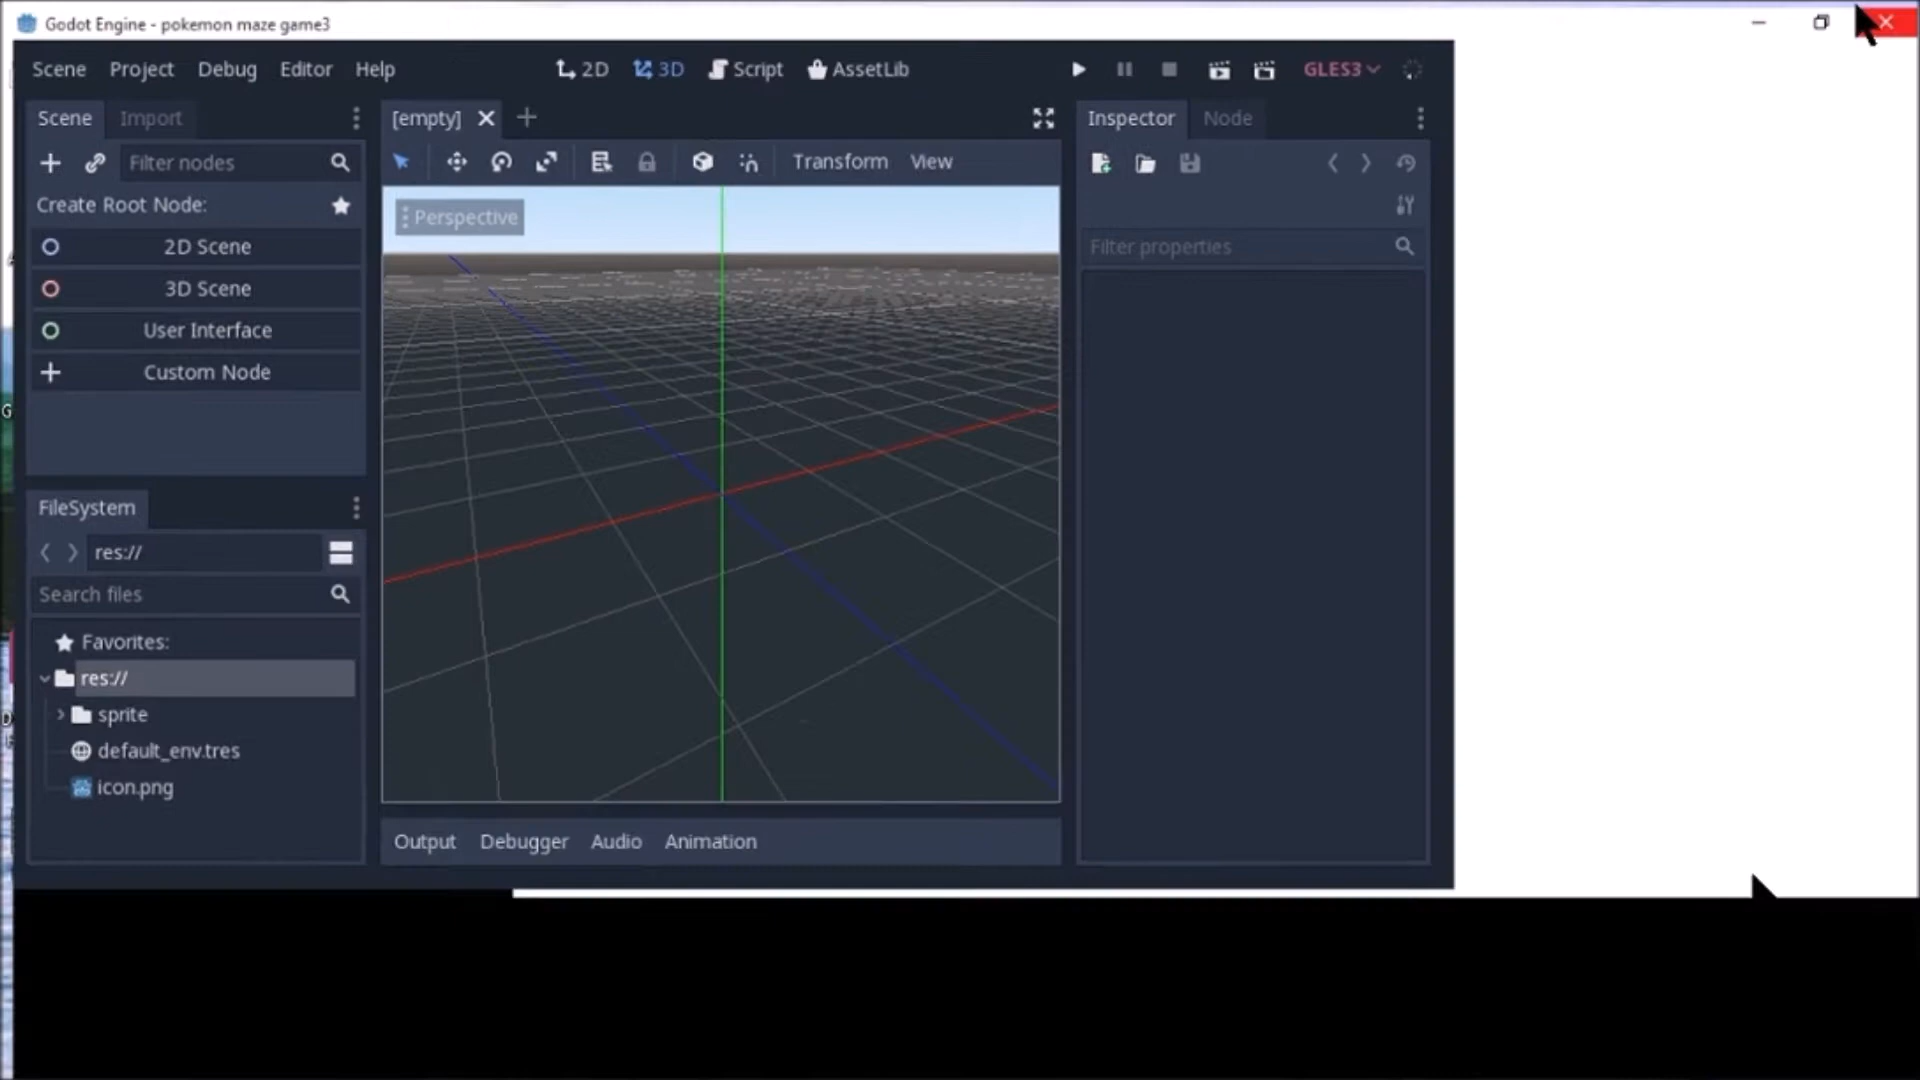 Godot Engine - pokemon maze game3
Scene Project Debug Editor Help 2D 3D Script AssetLib GLES3
Scene Import [empty] Inspector Node
Filter nodes Transform View
Create Root Node:
Perspective
2D Scene Filter properties
3D Scene
User Interface
Custom Node
FileSystem
res://
Search files
Favorites:
res://
sprite
default_env.tres
icon.png
Output Debugger Audio Animation